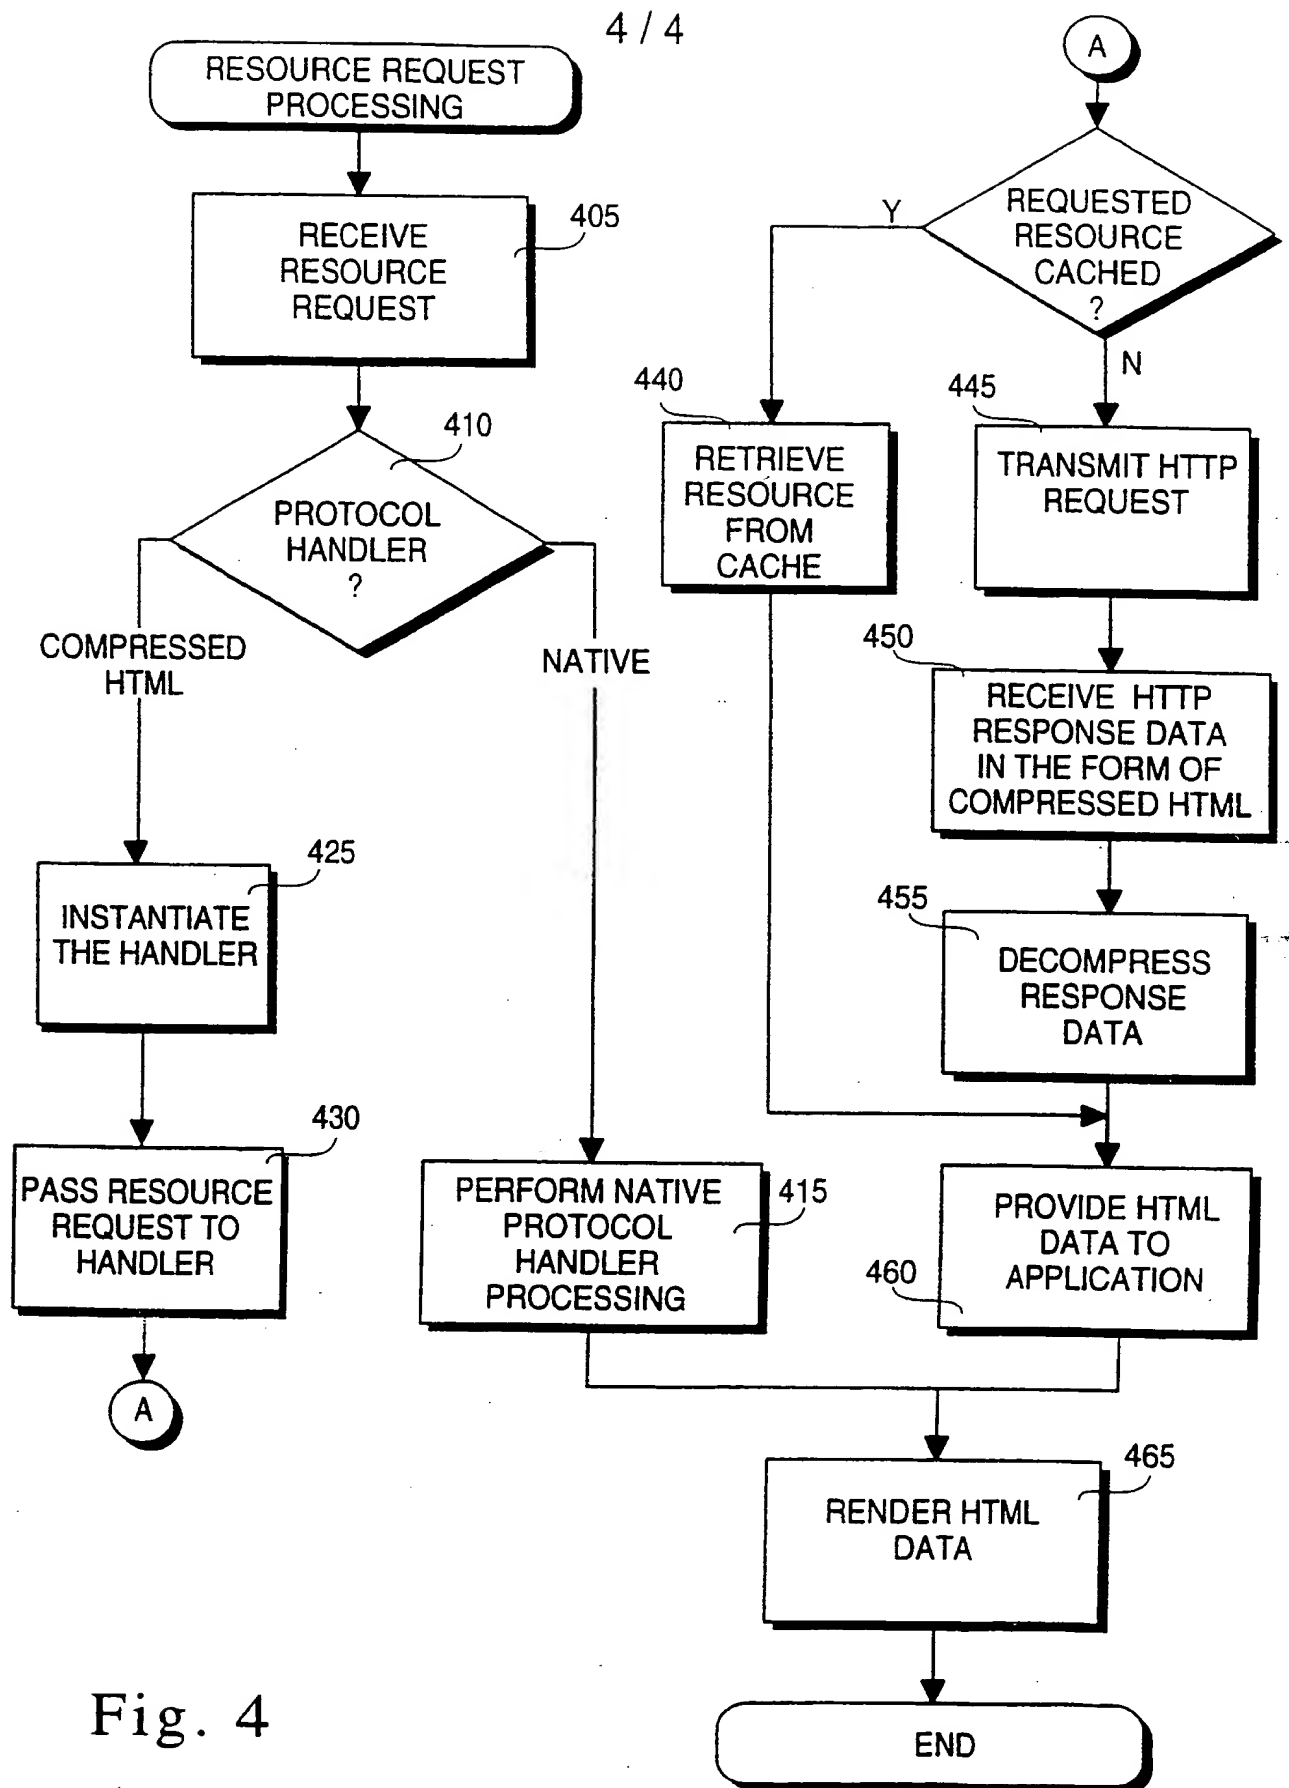 4 / 4
RESOURCE REQUEST
PROCESSING
RECEIVE
RESOURCE
REQUEST
405
410
PROTOCOL
HANDLER
?
COMPRESSED
HTML
NATIVE
425
INSTANTIATE
THE HANDLER
430
PASS RESOURCE
REQUEST TO
HANDLER
A
PERFORM NATIVE
PROTOCOL
HANDLER
PROCESSING
415
A
REQUESTED
RESOURCE
CACHED
?
Y
N
440
RETRIEVE
RESOURCE
FROM
CACHE
445
TRANSMIT HTTP
REQUEST
450
RECEIVE HTTP
RESPONSE DATA
IN THE FORM OF
COMPRESSED HTML
455
DECOMPRESS
RESPONSE
DATA
PROVIDE HTML
DATA TO
APPLICATION
460
465
RENDER HTML
DATA
END
Fig. 4